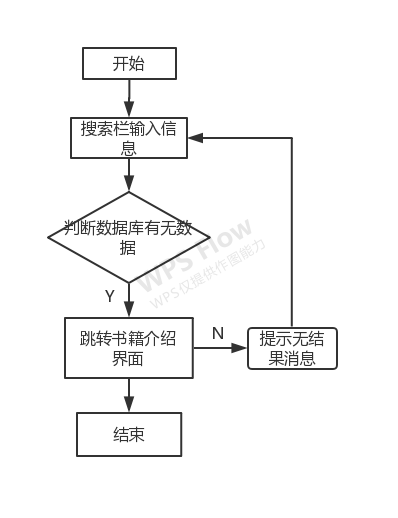 开始
搜索栏输入信
息
判断数据库有无数
据
WPS Flow
WPS仅提供作图能力
Y
跳转书籍介绍
界面
N
提示无结
果消息
结束